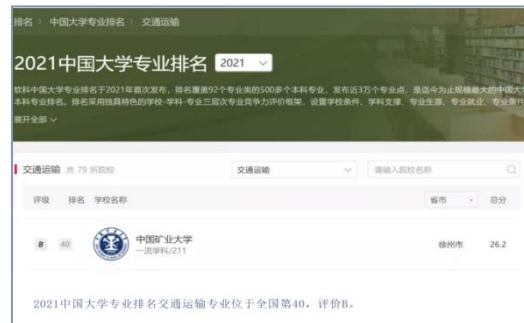 排名 > 中国大学专业排名 > 交通运输
2021中国大学专业排名 2021
软科中国大学专业排名于2021年首次发布，排名覆盖92个专业类的500多个本科专业，发布近3万个专业点，是迄今为止规模最大的中国大
本科专业排名。排名采用独具特色的学校-学科-专业三层次专业竞争力评价框架，设置学校条件、学科支撑、专业生源、专业就业、专业条件
展开全部
交通运输 共 79 所院校 交通运输 请输入院校名称
评级 排名 学校名称 省市 总分
B 40 中国矿业大学 徐州市 26.2
一流学科/211
2021中国大学专业排名交通运输专业位于全国第40，评价B。